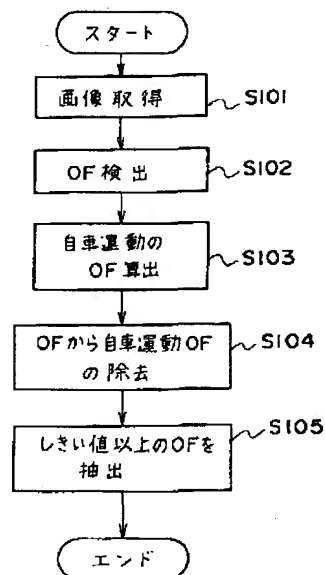 スタート
画像取得
S101
OF検出
S102
自車運動の
OF算出
S103
OFから自車運動OF
の除去
S104
しきい値以上のOFを
抽出
S105
エンド